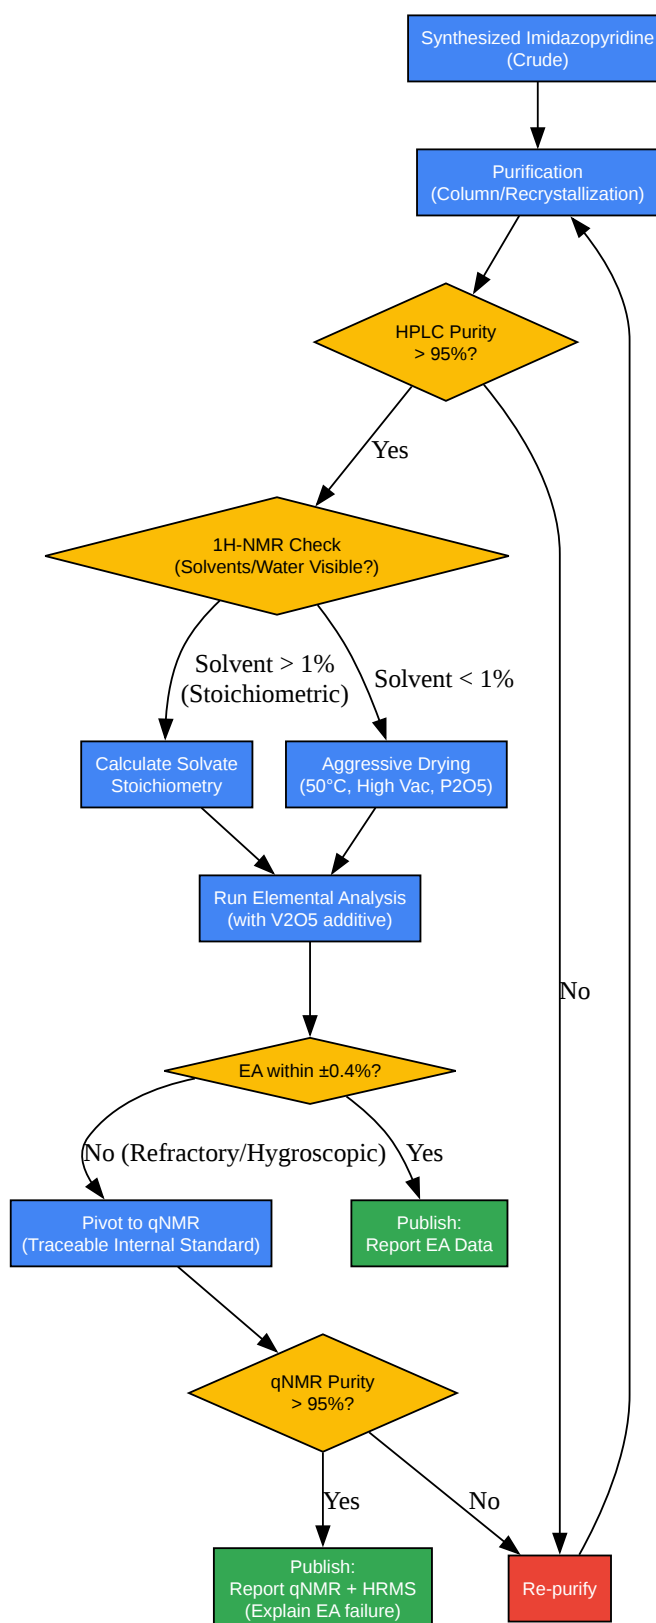 Synthesized Imidazopyridine
(Crude)
Purification
(Column/Recrystallization)
HPLC Purity
> 95%?
Yes
1H-NMR Check
(Solvents/Water Visible?)
Solvent > 1%
(Stoichiometric)
Solvent < 1%
Calculate Solvate
Stoichiometry
Aggressive Drying
(50°C, High Vac, P2O5)
Run Elemental Analysis
(with V2O5 additive)
No
EA within ±0.4%?
No (Refractory/Hygroscopic)
Yes
Pivot to qNMR
(Traceable Internal Standard)
Publish:
Report EA Data
qNMR Purity
> 95%?
Yes
No
Publish:
Report qNMR + HRMS
(Explain EA failure)
Re-purify